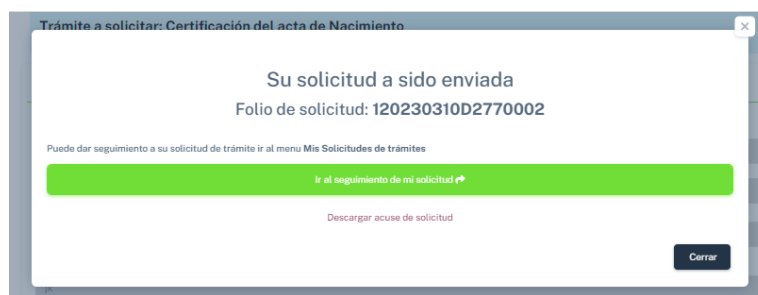 Trámite a solicitar: Certificación del acta de Nacimiento
Su solicitud a sido enviada
Folio de solicitud: 120230310D2770002
Puede dar seguimiento a su solicitud de trámite ir al menu Mis Solicitudes de trámites
Ir al seguimiento de mi solicitud
Descargar acuse de solicitud
Cerrar